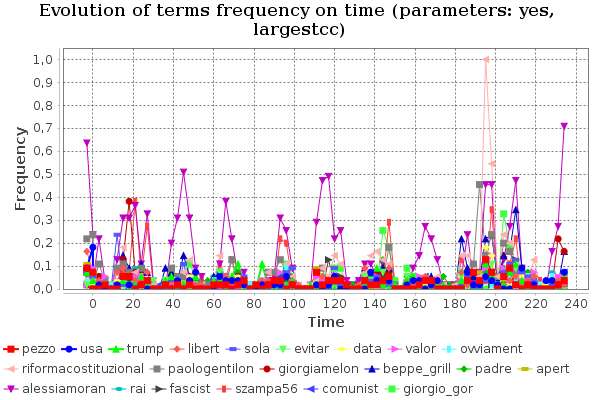 Evolution of terms frequency on time (parameters: yes,
largestcc)
1,0
0,9
0,8
0,7
0,6
0,5
0,4
0,3
0,2
0,1
0,0
Frequency
0 20 40 60 80 100 120 140 160 180 200 220 240
Time
pezzo usa trump libert sola evitar data valor ovviament
riformacostituzional paologentilon giorgiamelon beppe_grill padre apert
alessiamoran rai fascist szampa56 comunist giorgio_gor